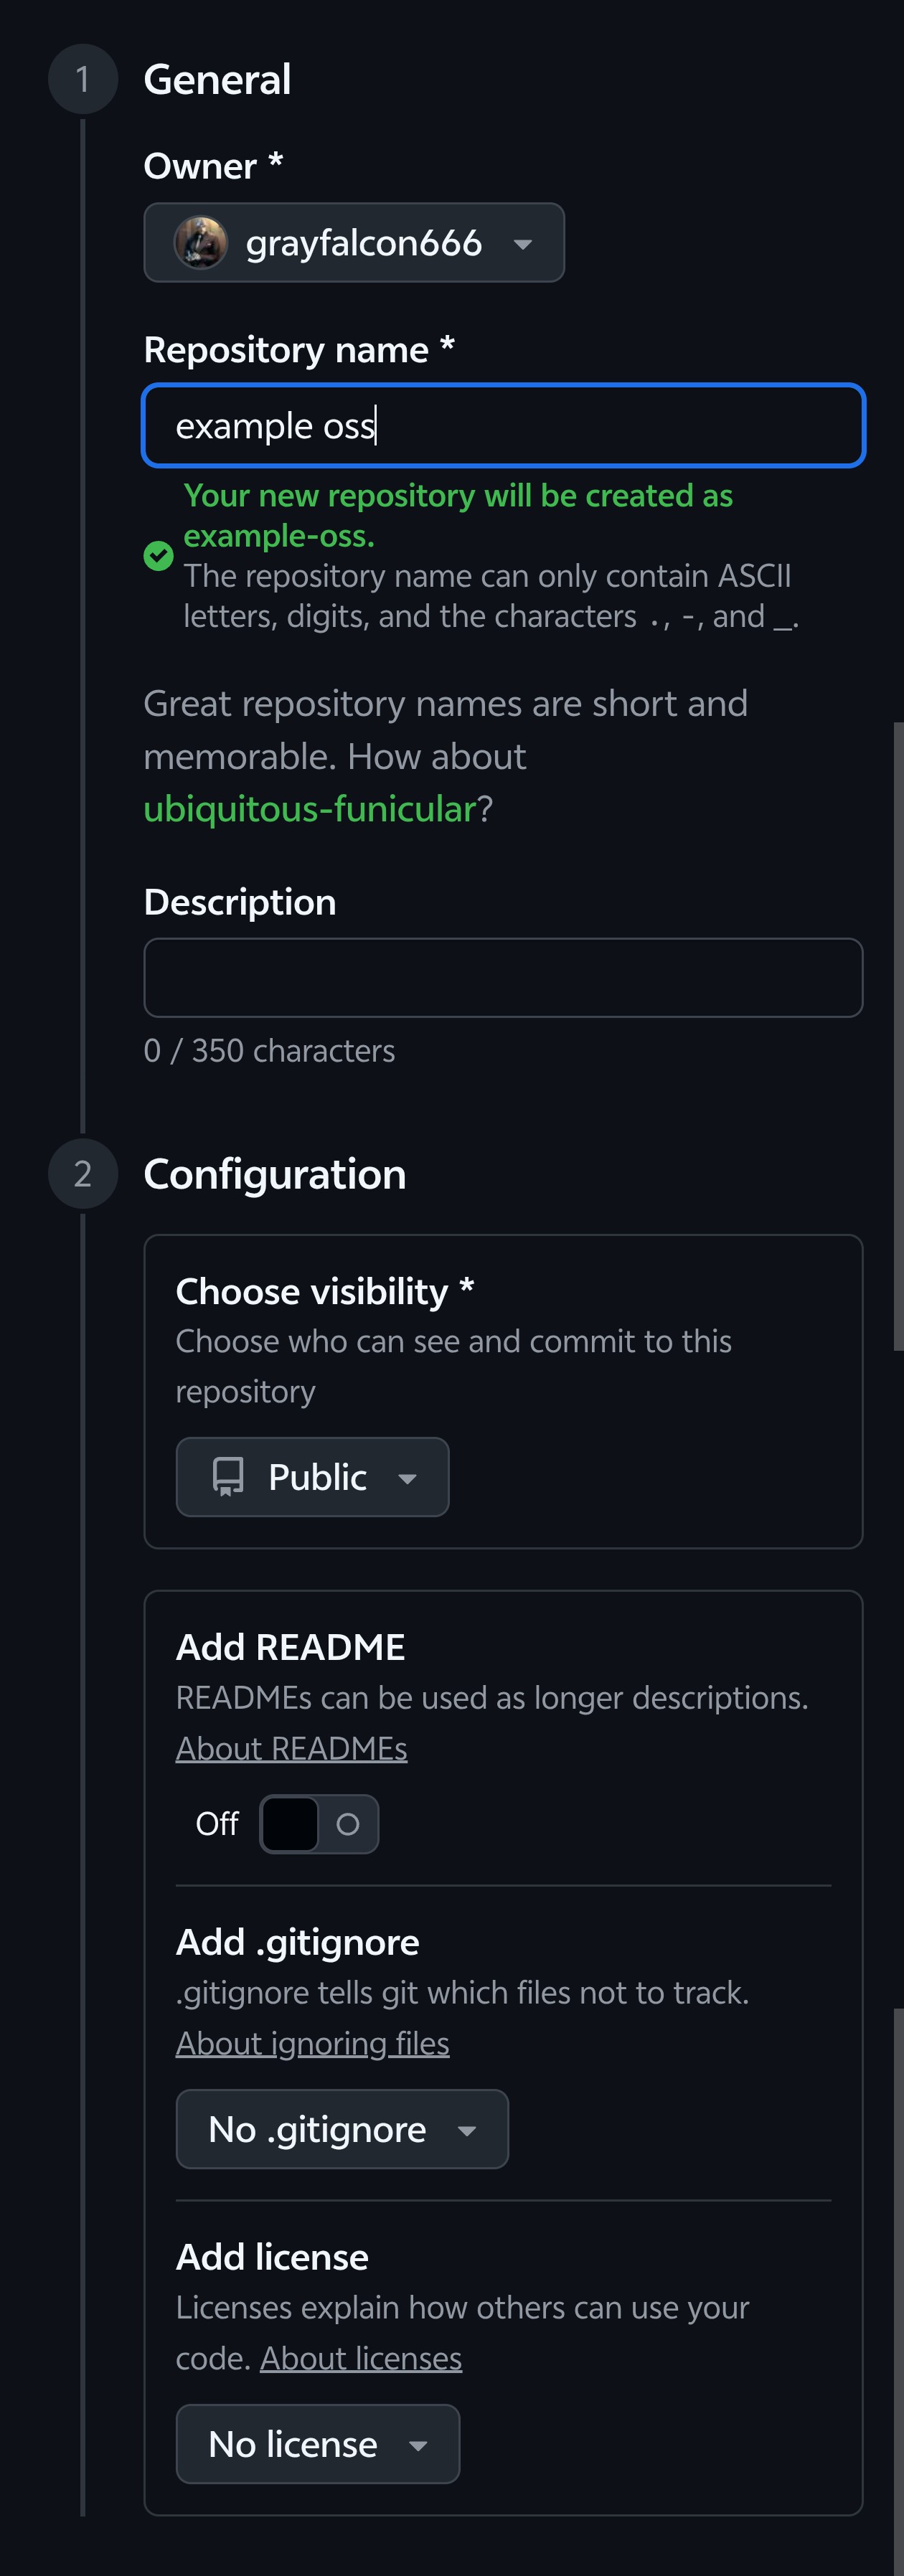 1
General
Owner *
grayfalcon666
Repository name *
example oss
Your new repository will be created as
example-oss.
The repository name can only contain ASCII
letters, digits, and the characters ., -, and _.
Great repository names are short and
memorable. How about
ubiquitous-funicular?
Description
0 / 350 characters
2
Configuration
Choose visibility *
Choose who can see and commit to this
repository
Public
Add README
READMEs can be used as longer descriptions.
About READMEs
Off
Add .gitignore
.gitignore tells git which files not to track.
About ignoring files
No .gitignore
Add license
Licenses explain how others can use your
code. About licenses
No license